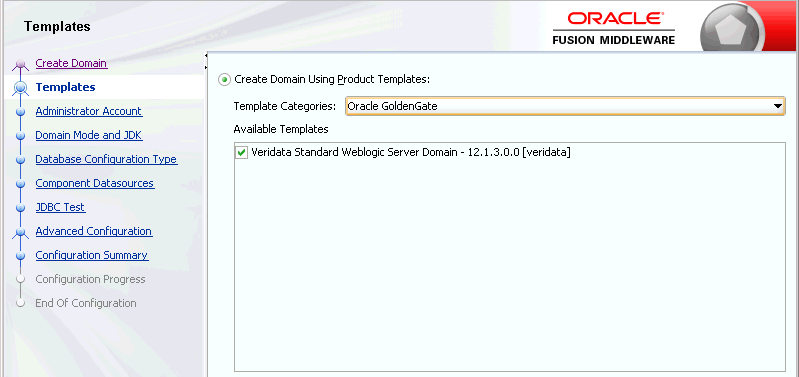 Templates
ORACLE
FUSION MIDDLEWARE
Create Domain
Templates
Administrator Account
Domain Mode and JDK
Database Configuration Type
Component Datasources
JDBC Test
Advanced Configuration
Configuration Summary
Configuration Progress
End Of Configuration
Create Domain Using Product Templates:
Template Categories: Oracle GoldenGate
Available Templates
Veridata Standard Weblogic Server Domain - 12.1.3.0.0 [veridata]